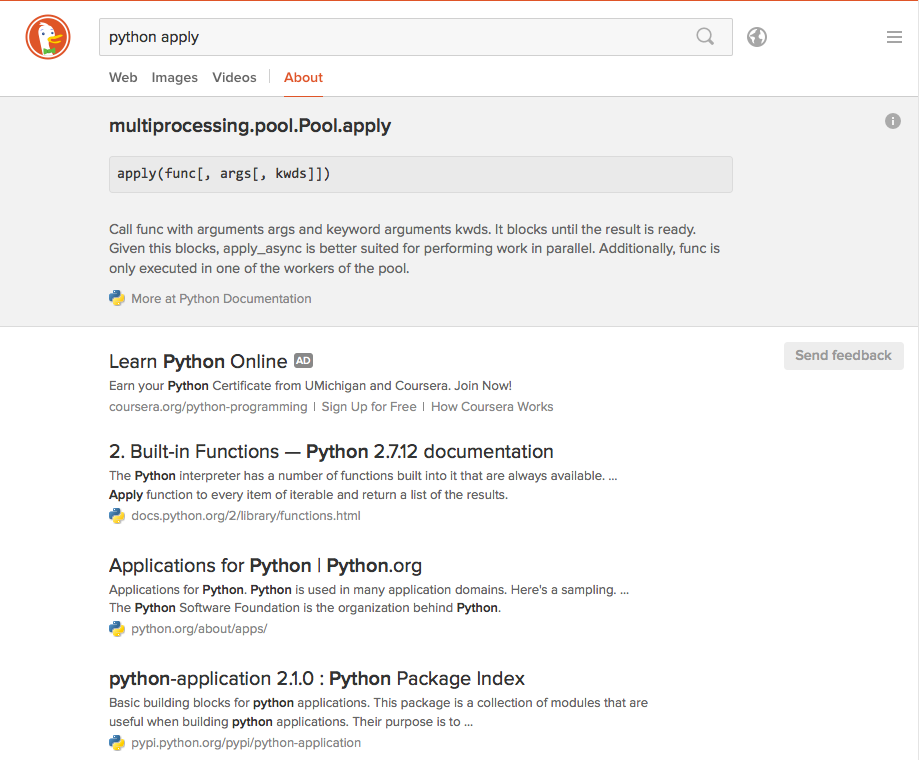 python apply
Web Images Videos About
multiprocessing.pool.Pool.apply
apply(func[, args[, kwds]])
Call func with arguments args and keyword arguments kwds. It blocks until the result is ready.
Given this blocks, apply_async is better suited for performing work in parallel. Additionally, func is
only executed in one of the workers of the pool.
More at Python Documentation
Learn Python Online AD
Send feedback
Earn your Python Certificate from UMichigan and Coursera. Join Now!
coursera.org/python-programming | Sign Up for Free | How Coursera Works
2. Built-in Functions — Python 2.7.12 documentation
The Python interpreter has a number of functions built into it that are always available. ...
Apply function to every item of iterable and return a list of the results.
docs.python.org/2/library/functions.html
Applications for Python | Python.org
Applications for Python. Python is used in many application domains. Here's a sampling. ...
The Python Software Foundation is the organization behind Python.
python.org/about/apps/
python-application 2.1.0 : Python Package Index
Basic building blocks for python applications. This package is a collection of modules that are
useful when building python applications. Their purpose is to ...
pypi.python.org/pypi/python-application